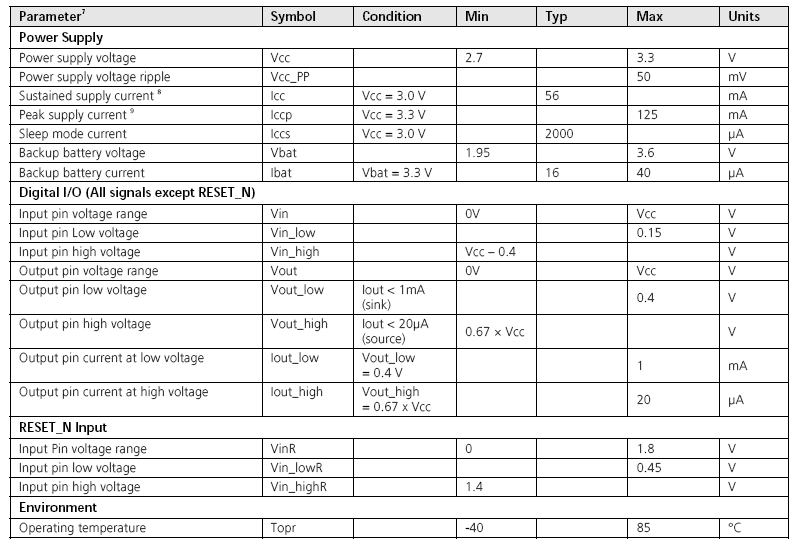 Parameter⁷ Symbol Condition Min Typ Max Units
Power Supply
Power supply voltage Vcc 2.7 3.3 V
Power supply voltage ripple Vcc_PP 50 mV
Sustained supply current ⁸ Icc Vcc = 3.0 V 56 mA
Peak supply current ⁹ Iccp Vcc = 3.3 V 125 mA
Sleep mode current Iccs Vcc = 3.0 V 2000 µA
Backup battery voltage Vbat 1.95 3.6 V
Backup battery current Ibat Vbat = 3.3 V 16 40 µA
Digital I/O (All signals except RESET_N)
Input pin voltage range Vin 0V Vcc V
Input pin Low voltage Vin_low 0.15 V
Input pin high voltage Vin_high Vcc – 0.4 V
Output pin voltage range Vout 0V Vcc V
Output pin low voltage Vout_low Iout < 1mA
(sink) 0.4 V
Output pin high voltage Vout_high Iout < 20µA
(source) 0.67 × Vcc V
Output pin current at low voltage Iout_low Vout_low
= 0.4 V 1 mA
Output pin current at high voltage Iout_high Vout_high
= 0.67 x Vcc 20 µA
RESET_N Input
Input Pin voltage range VinR 0 1.8 V
Input pin low voltage Vin_lowR 0.45 V
Input pin high voltage Vin_highR 1.4 V
Environment
Operating temperature Topr -40 85 °C